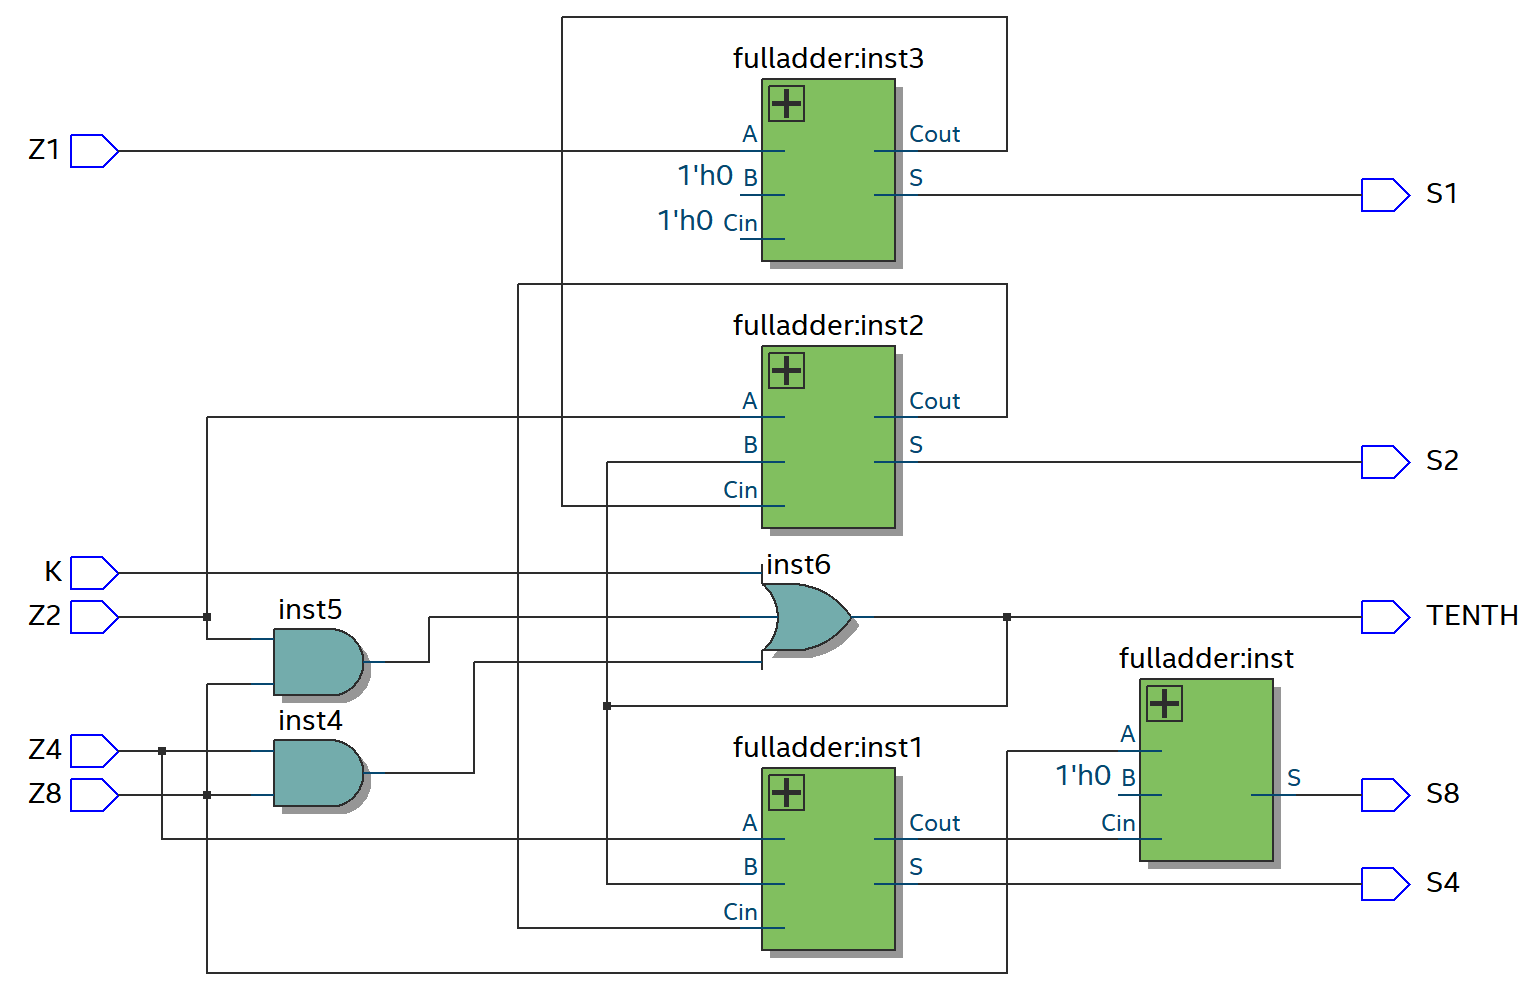 fulladder:inst3
Z1
A
Cout
1'h0 B
S
S1
1'h0 Cin
fulladder:inst2
A
Cout
B
S
S2
Cin
K
inst6
Z2
inst5
TENTH
fulladder:inst
inst4
Z4
fulladder:inst1
A
1'h0 B
S
Z8
S8
A
Cout
Cin
B
S
S4
Cin